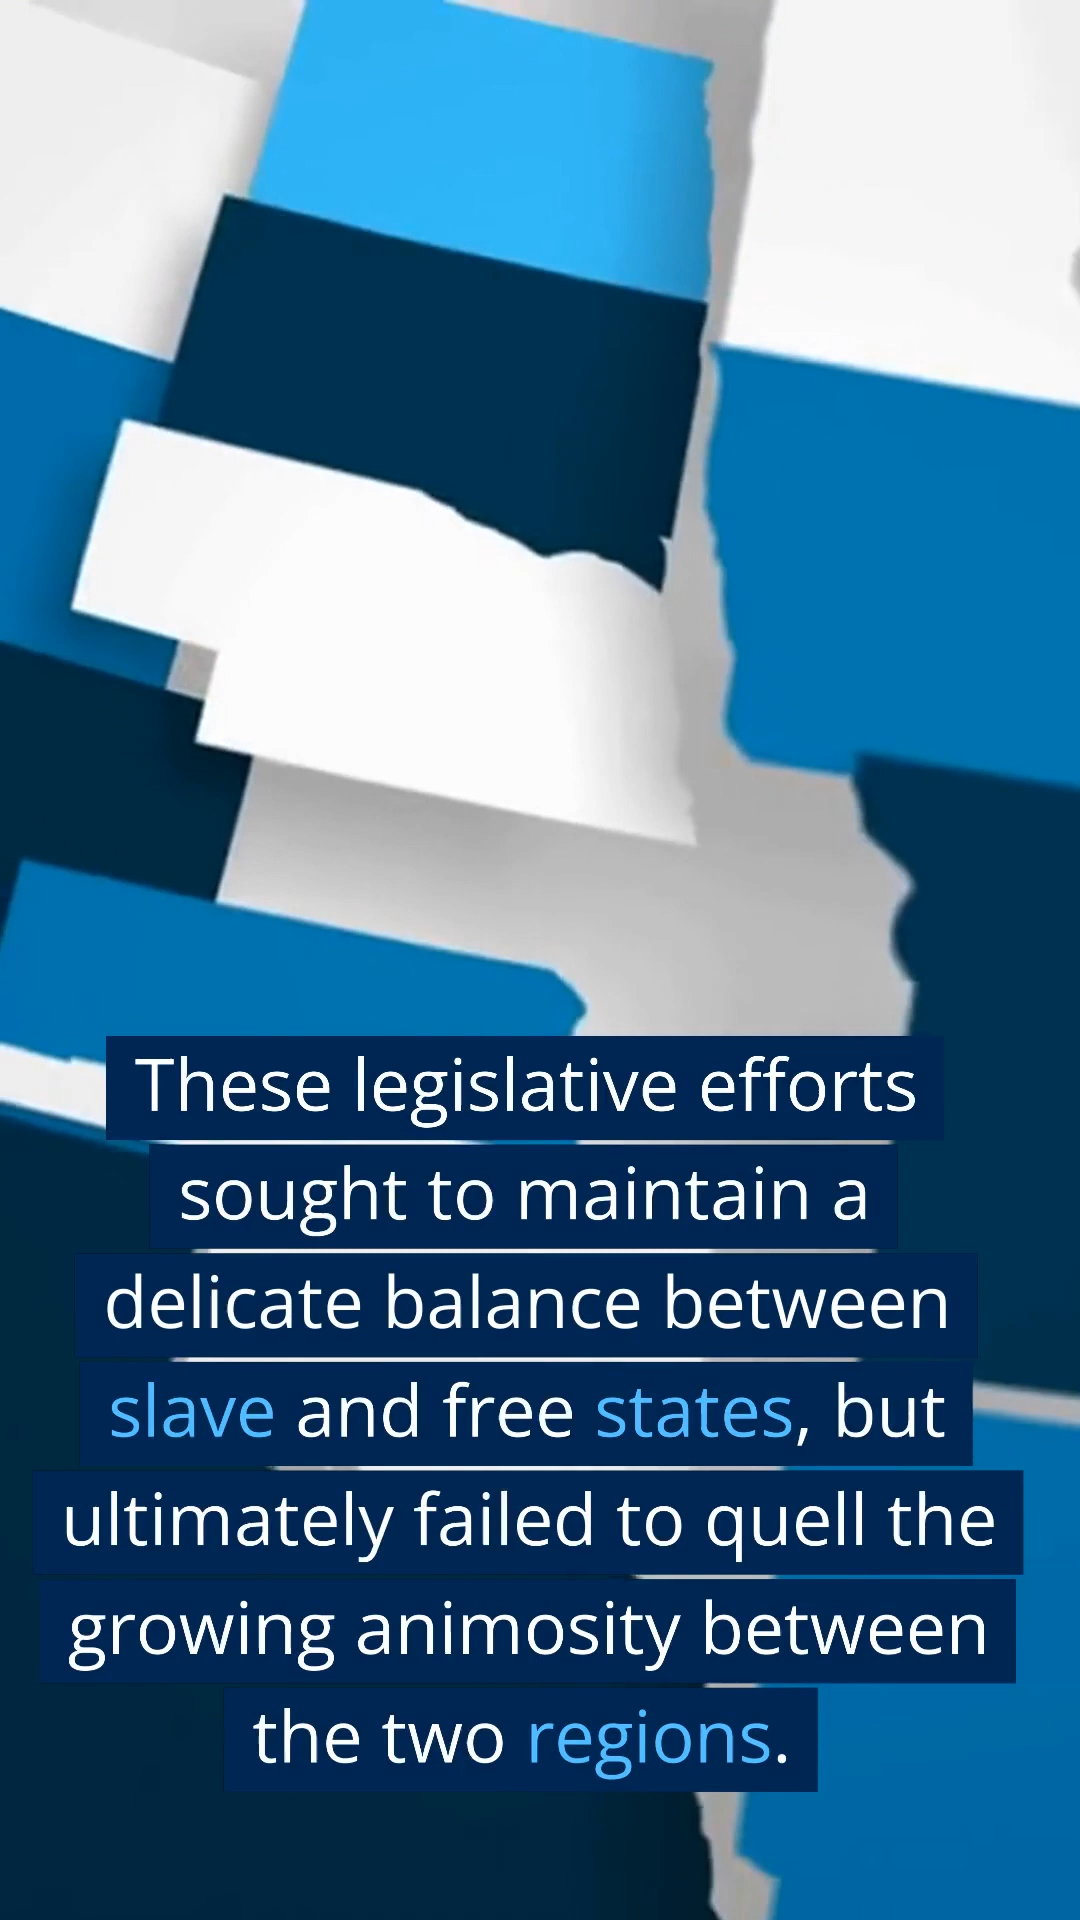 These legislative efforts
sought to maintain a
delicate balance between
slave and free states, but
ultimately failed to quell the
growing animosity between
the two regions.